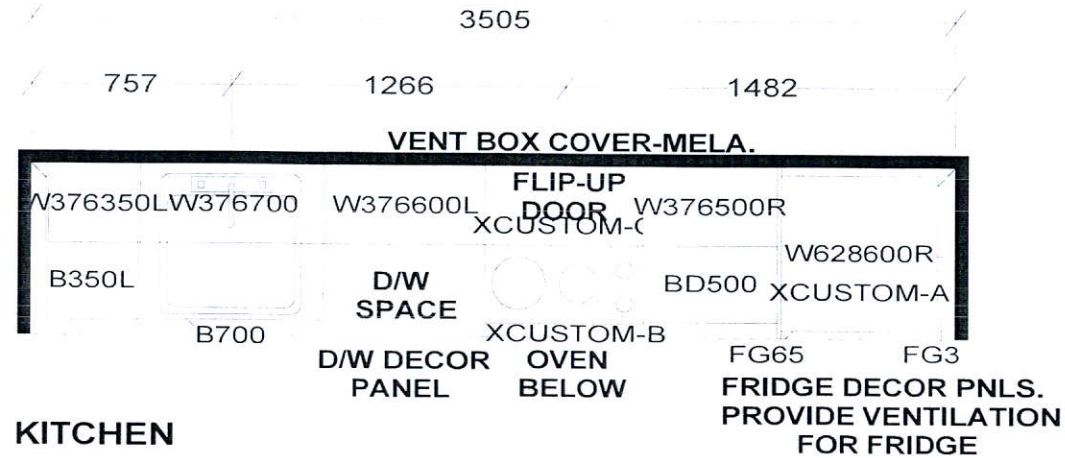 3505
757 1266 1482
VENT BOX COVER-MELA.
FLIP-UP
DOOR
W376350L W376700 W376600L W376500R
XCUSTOM-C
W628600R
B350L D/W BD500 XCUSTOM-A
SPACE
B700 XCUSTOM-B
D/W DECOR OVEN FG65 FG3
PANEL BELOW FRIDGE DECOR PNLS.
PROVIDE VENTILATION
KITCHEN FOR FRIDGE